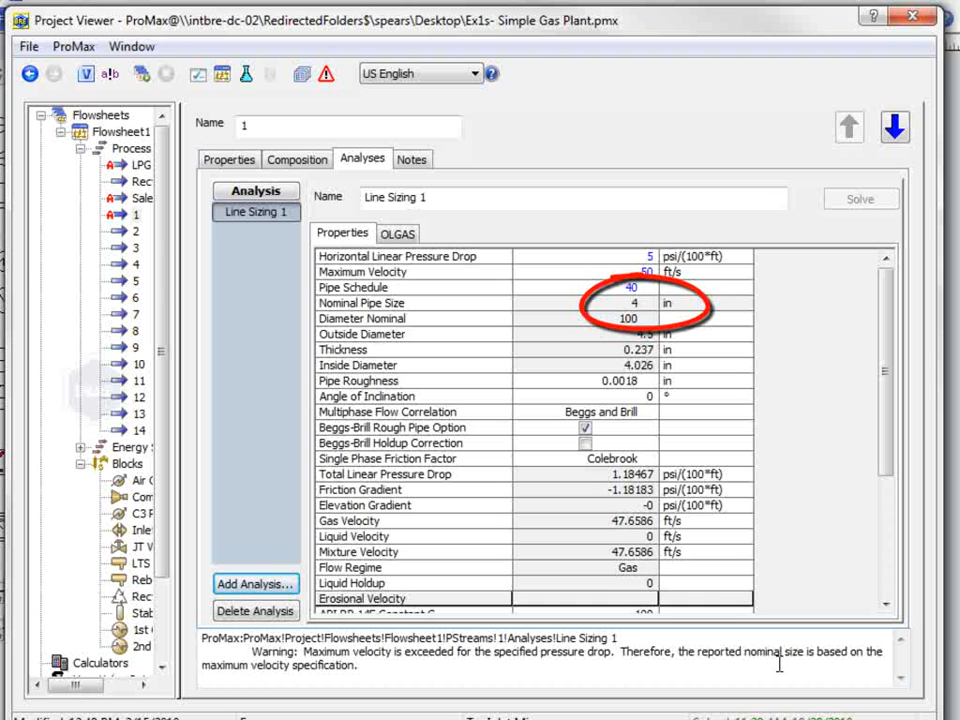 Project Viewer - ProMax@\\intbre-dc-02\RedirectedFolders$\spears\Desktop\Ex1s- Simple Gas Plant.pmx
File ProMax Window
US English
Flowsheets
Flowsheet1
Process
LPG
Rec
Sale
1
2
3
4
5
6
7
8
9
10
11
12
13
14
Energy
Blocks
Air C
Com
C3 P
Inle
JT V
LTS
Reb
Rec
Stab
1st
2nd
Calculators
Name 1
Properties Composition Analyses Notes
Analysis
Line Sizing 1
Add Analysis...
Delete Analysis
Name Line Sizing 1 Solve
Properties OLGAS
Horizontal Linear Pressure Drop 5 psi/(100*ft)
Maximum Velocity 50 ft/s
Pipe Schedule 40
Nominal Pipe Size 4 in
Diameter Nominal 100
Outside Diameter 4.5 in
Thickness 0.237 in
Inside Diameter 4.026 in
Pipe Roughness 0.0018 in
Angle of Inclination 0 °
Multiphase Flow Correlation Beggs and Brill
Beggs-Brill Rough Pipe Option
Beggs-Brill Holdup Correction
Single Phase Friction Factor Colebrook
Total Linear Pressure Drop 1.18467 psi/(100*ft)
Friction Gradient -1.18183 psi/(100*ft)
Elevation Gradient -0 psi/(100*ft)
Gas Velocity 47.6586 ft/s
Liquid Velocity 0 ft/s
Mixture Velocity 47.6586 ft/s
Flow Regime Gas
Liquid Holdup 0
Erosional Velocity
ProMax:ProMax!Project!Flowsheets!Flowsheet1!PStreams!1!Analyses!Line Sizing 1
Warning: Maximum velocity is exceeded for the specified pressure drop. Therefore, the reported nominal size is based on the
maximum velocity specification.